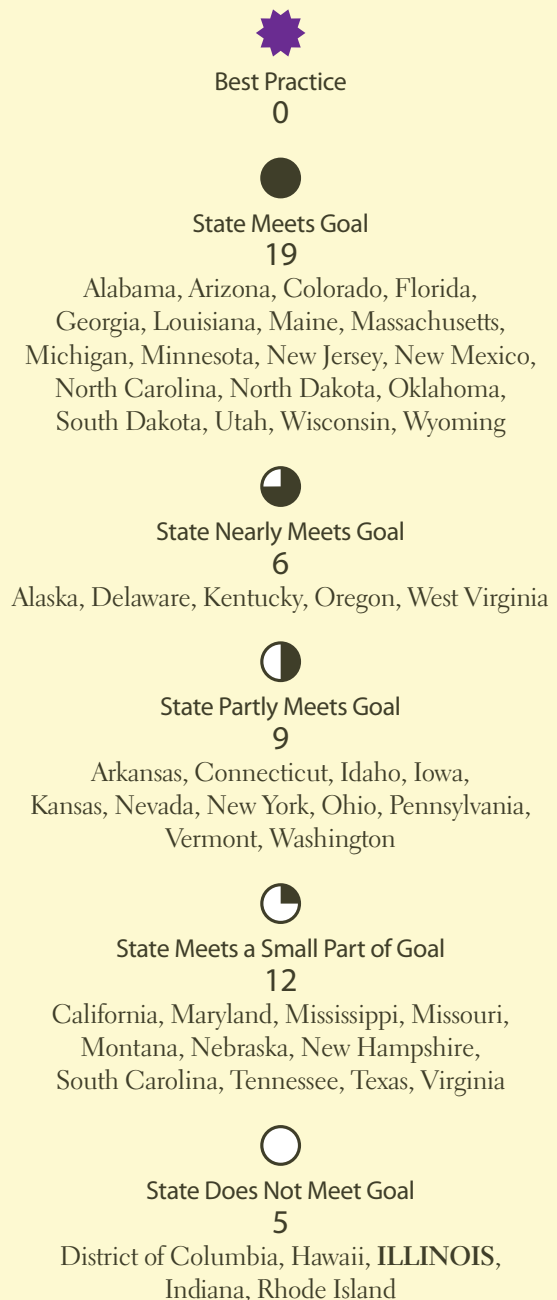 Best Practice
0
State Meets Goal
19
Alabama, Arizona, Colorado, Florida,
Georgia, Louisiana, Maine, Massachusetts,
Michigan, Minnesota, New Jersey, New Mexico,
North Carolina, North Dakota, Oklahoma,
South Dakota, Utah, Wisconsin, Wyoming
State Nearly Meets Goal
6
Alaska, Delaware, Kentucky, Oregon, West Virginia
State Partly Meets Goal
9
Arkansas, Connecticut, Idaho, Iowa,
Kansas, Nevada, New York, Ohio, Pennsylvania,
Vermont, Washington
State Meets a Small Part of Goal
12
California, Maryland, Mississippi, Missouri,
Montana, Nebraska, New Hampshire,
South Carolina, Tennessee, Texas, Virginia
State Does Not Meet Goal
5
District of Columbia, Hawaii, ILLINOIS,
Indiana, Rhode Island